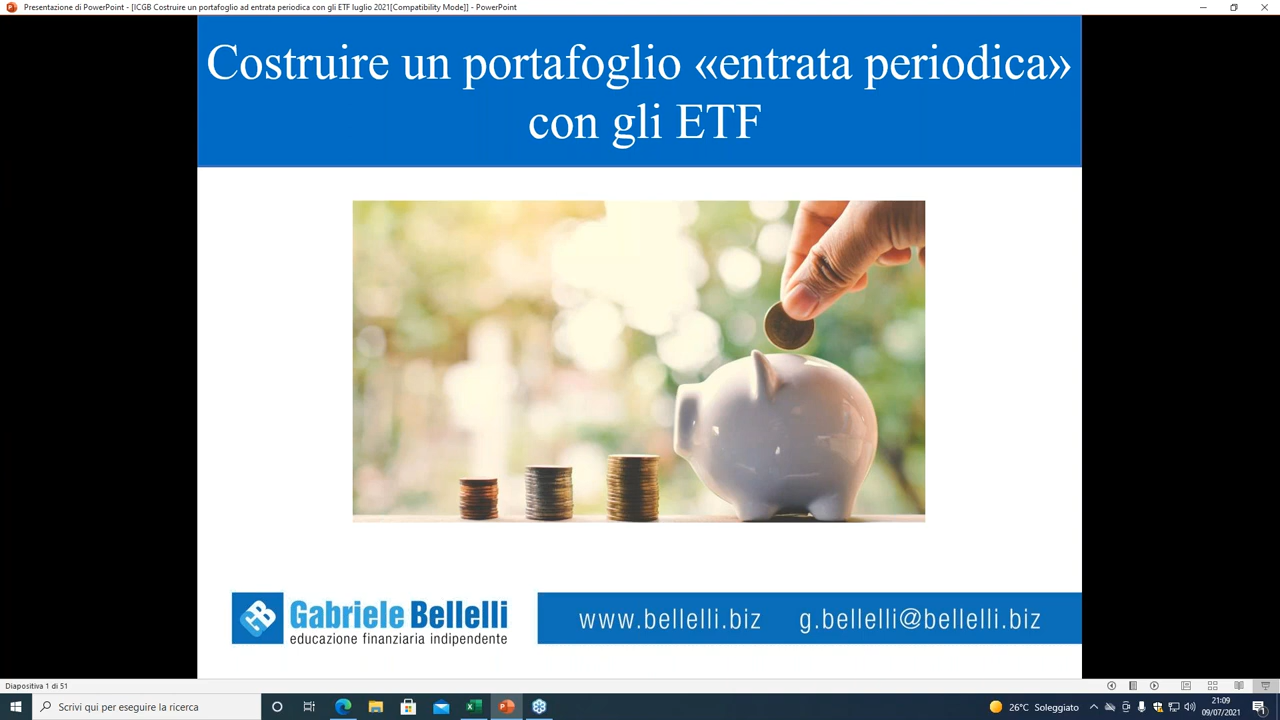 Presentazione di PowerPoint - [ICGB Costruire un portafoglio ad entrata periodica con gli ETF luglio 2021[Compatibility Mode]] - PowerPoint
Costruire un portafoglio «entrata periodica»
con gli ETF
Gabriele Bellelli
educazione finanziaria indipendente
www.bellelli.biz g.bellelli@bellelli.biz
Diapositiva 1 di 51
Scrivi qui per eseguire la ricerca
26°C Soleggiato
21:09
09/07/2021